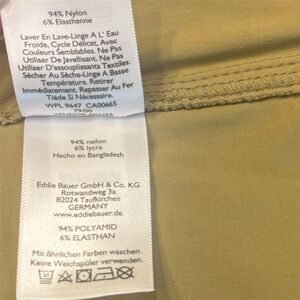 94% Nylon
6% Elasthanne
Laver En Lave-Linge A L' Eau
Froide, Cycle Délicat, Avec
Couleurs Semblables. Ne Pas
Utiliser De Javellisant. Ne Pas
Utiliser D'assouplissants Textiles.
Sécher Au Sèche-Linge A Basse
Température. Retirer
Immédiatement. Repasser Au Fer
Tiède Si Nécessaire.
WPL 9647 CA00665
79/00
94% nailon
6% lycra
Hecho en Bangladesh
Eddie Bauer GmbH & Co. KG
Rotwandweg 3a
82024 Taufkirchen
GERMANY
www.eddiebauer.de
94% POLYAMID
6% ELASTHAN
Mit ähnlichen Farben waschen.
Keine Weichspüler verwenden.